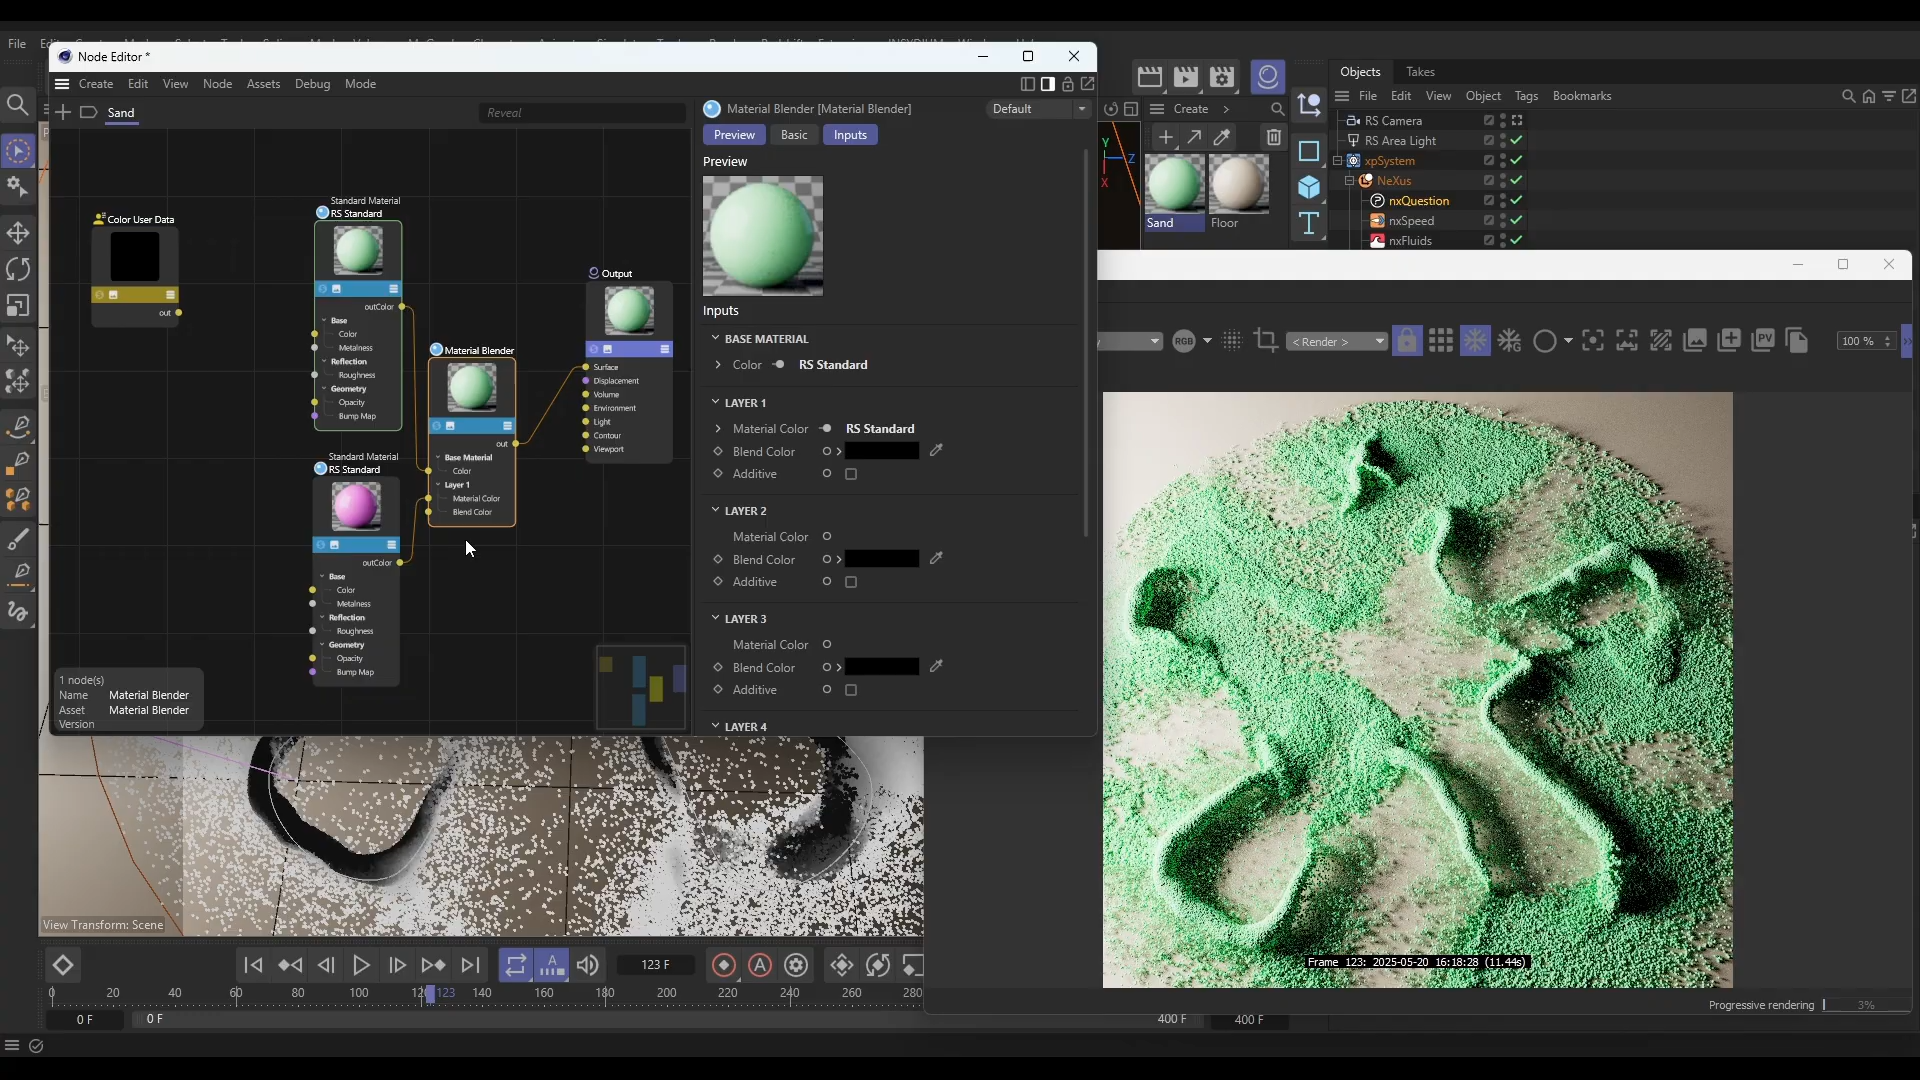 File
Node Editor *
Create Edit View Node Assets Debug Mode
Sand
Reveal
Color User Data
out
Standard Material
RS Standard
outColor
Base
Color
Metalness
Reflection
Roughness
Geometry
Opacity
Bump Map
Standard Material
RS Standard
outColor
Base
Color
Metalness
Reflection
Roughness
Geometry
Opacity
Bump Map
Material Blender
out
Base Material
Color
Layer 1
Material Color
Blend Color
Output
Surface
Displacement
Volume
Environment
Light
Contour
Viewport
1 node(s)
Name Material Blender
Asset Material Blender
Version
Material Blender [Material Blender]
Default
Preview Basic Inputs
Preview
Inputs
BASE MATERIAL
Color RS Standard
LAYER 1
Material Color RS Standard
Blend Color
Additive
LAYER 2
Material Color
Blend Color
Additive
LAYER 3
Material Color
Blend Color
Additive
LAYER 4
Y
Z
X
Create
Sand
Floor
Objects Takes
File Edit View Object Tags Bookmarks
RS Camera
RS Area Light
xpSystem
NeXus
nxQuestion
nxSpeed
nxFluids
RGB
< Render >
PV
100 %
Frame 123: 2025-05-20 16:18:28 (11.44s)
Progressive rendering 3%
View Transform: Scene
123 F
0 20 40 60 80 100 120 123 140 160 180 200 220 240 260 280
0 F 0 F 400 F 400 F